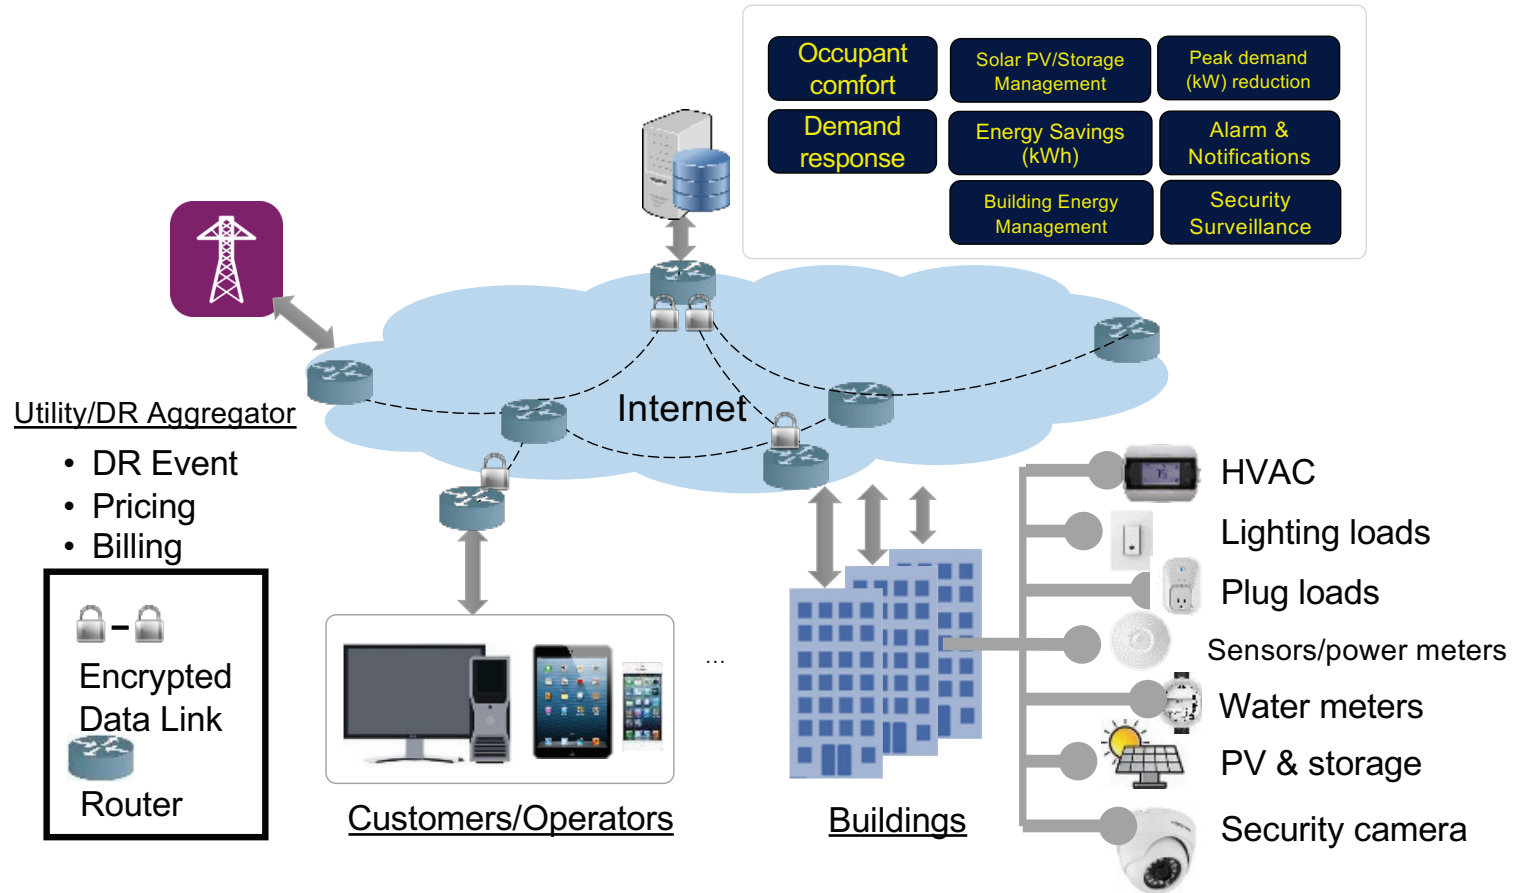 Occupant
comfort
Solar PV/Storage
Management
Peak demand
(kW) reduction
Demand
response
Energy Savings
(kWh)
Alarm &
Notifications
Building Energy
Management
Security
Surveillance
Internet
Utility/DR Aggregator
• DR Event
• Pricing
• Billing
Encrypted
Data Link
Router
...
Customers/Operators
Buildings
75
HVAC
Lighting loads
Plug loads
Sensors/power meters
Water meters
PV & storage
Security camera